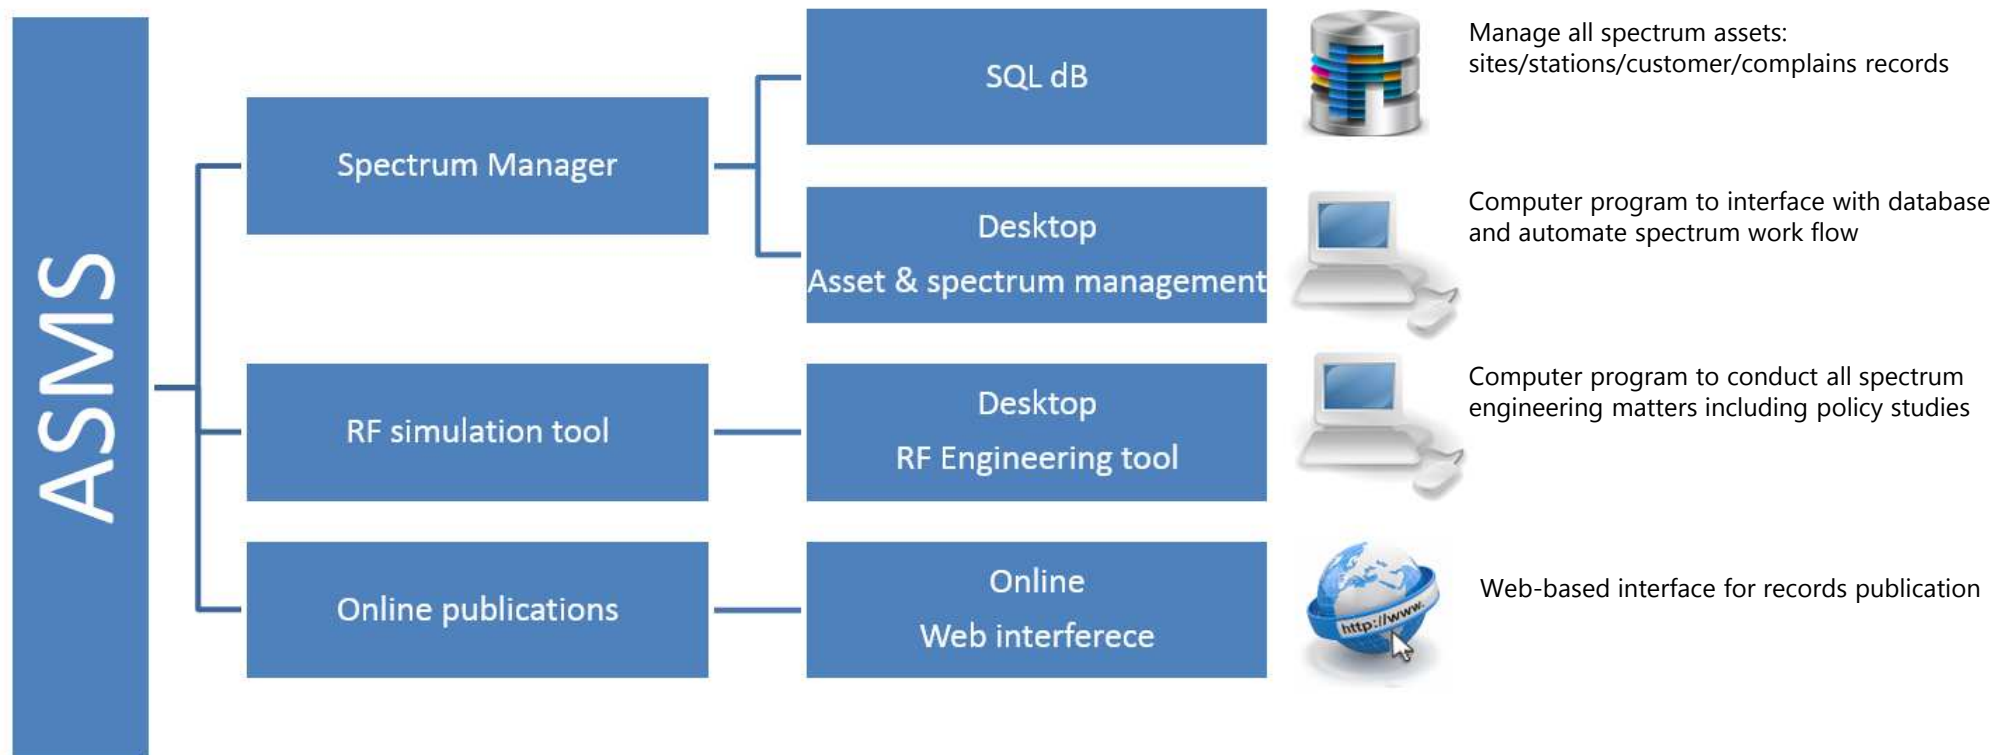 ASMS
Spectrum Manager
SQL dB
Manage all spectrum assets:
sites/stations/customer/complains records
Desktop
Asset & spectrum management
Computer program to interface with database
and automate spectrum work flow
RF simulation tool
Desktop
RF Engineering tool
Computer program to conduct all spectrum
engineering matters including policy studies
Online publications
Online
Web interferece
http://www.
Web-based interface for records publication